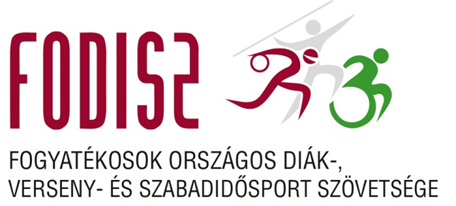 FODISZ
FOGYATÉKOSOK ORSZÁGOS DIÁK-,
VERSENY- ÉS SZABADIDŐSPORT SZÖVETSÉGE